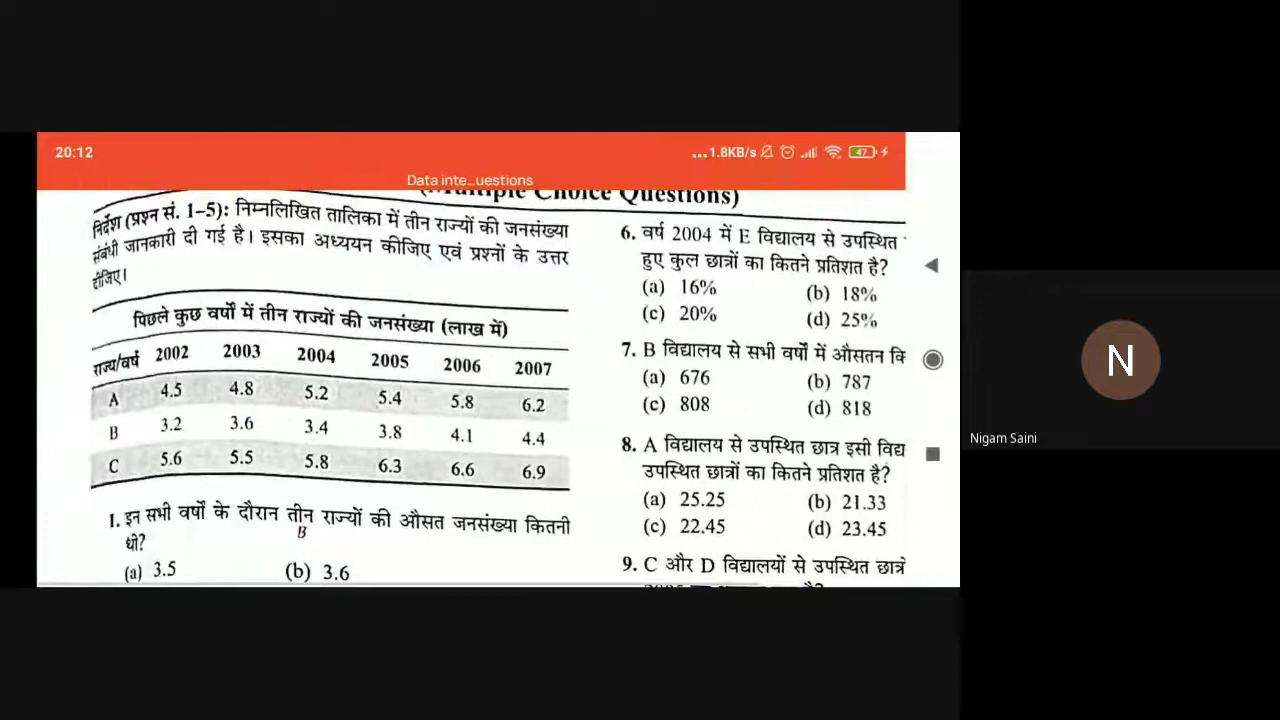 20:12
...1.8KB/s
47
Data inte...uestions
(Multiple Choice Questions)
निर्देश (प्रश्न सं. 1–5): निम्नलिखित तालिका में तीन राज्यों की जनसंख्या
संबंधी जानकारी दी गई है। इसका अध्ययन कीजिए एवं प्रश्नों के उत्तर
दीजिए।
पिछले कुछ वर्षों में तीन राज्यों की जनसंख्या (लाख में)
राज्य/वर्ष 2002 2003 2004 2005 2006 2007
A 4.5 4.8 5.2 5.4 5.8 6.2
B 3.2 3.6 3.4 3.8 4.1 4.4
C 5.6 5.5 5.8 6.3 6.6 6.9
1. इन सभी वर्षों के दौरान तीन राज्यों की औसत जनसंख्या कितनी
B
थी?
(a) 3.5 (b) 3.6
6. वर्ष 2004 में E विद्यालय से उपस्थित
हुए कुल छात्रों का कितने प्रतिशत है?
(a) 16% (b) 18%
(c) 20% (d) 25%
7. B विद्यालय से सभी वर्षों में औसतन
(a) 676 (b) 787
(c) 808 (d) 818
8. A विद्यालय से उपस्थित छात्र इसी विद्य
उपस्थित छात्रों का कितने प्रतिशत है?
(a) 25.25 (b) 21.33
(c) 22.45 (d) 23.45
9. C और D विद्यालयों से उपस्थित छात्रों
N
Nigam Saini